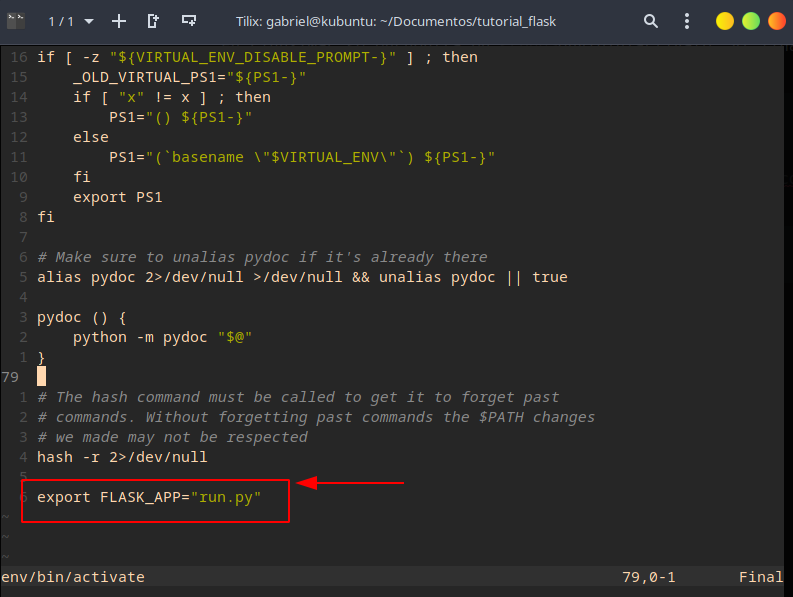 1 / 1
Tilix: gabriel@kubuntu: ~/Documentos/tutorial_flask
16 if [ -z "${VIRTUAL_ENV_DISABLE_PROMPT-}" ] ; then
15     _OLD_VIRTUAL_PS1="${PS1-}"
14     if [ "x" != x ] ; then
13         PS1="() ${PS1-}"
12     else
11         PS1="(`basename \"$VIRTUAL_ENV\"`) ${PS1-}"
10     fi
9     export PS1
8 fi
7
6 # Make sure to unalias pydoc if it's already there
5 alias pydoc 2>/dev/null >/dev/null && unalias pydoc || true
4
3 pydoc () {
2     python -m pydoc "$@"
1 }
79
1 # The hash command must be called to get it to forget past
2 # commands. Without forgetting past commands the $PATH changes
3 # we made may not be respected
4 hash -r 2>/dev/null
5
6 export FLASK_APP="run.py"
~
~
~
env/bin/activate 79,0-1 Final